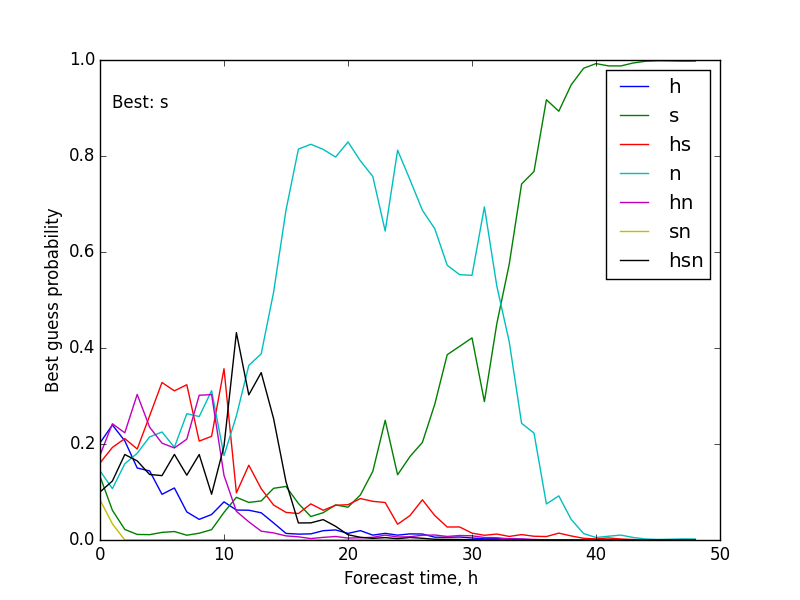 1.0
0.8
0.6
0.4
0.2
0.0
Best guess probability
Best: s
h
s
hs
n
hn
sn
hsn
0 10 20 30 40 50
Forecast time, h